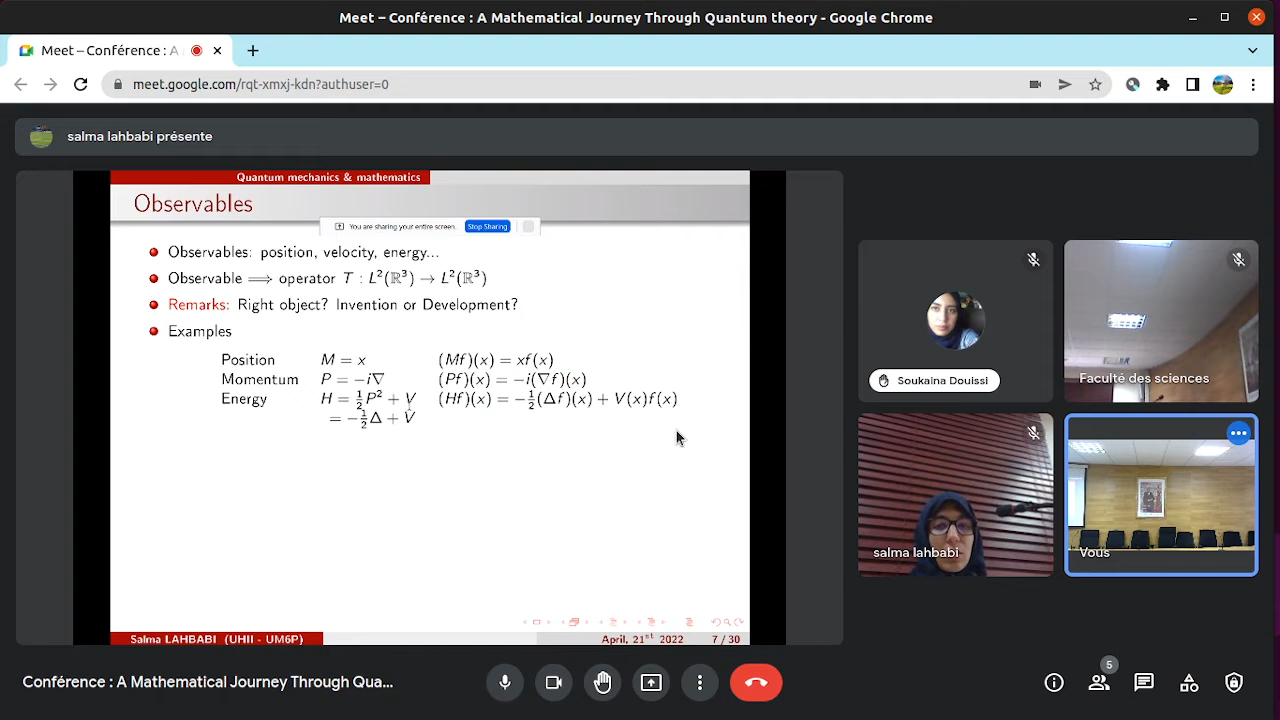 Meet – Conférence : A Mathematical Journey Through Quantum theory - Google Chrome
Meet – Conférence : A
meet.google.com/rqt-xmxj-kdn?authuser=0
salma lahbabi présente
Quantum mechanics & mathematics
Observables
You are sharing your entire screen. Stop Sharing
Observables: position, velocity, energy...
Observable ⟹ operator T : L²(ℝ³) → L²(ℝ³)
Remarks: Right object? Invention or Development?
Examples
Position M = x (Mf)(x) = xf(x)
Momentum P = −i∇ (Pf)(x) = −i(∇f)(x)
Energy H = ½P² + V (Hf)(x) = −½(Δf)(x) + V(x)f(x)
= −½Δ + V
Salma LAHBABI (UHII - UM6P) April, 21st 2022 7 / 30
Soukaina Douissi
Faculté des sciences
salma lahbabi
Vous
Conférence : A Mathematical Journey Through Qua...
5